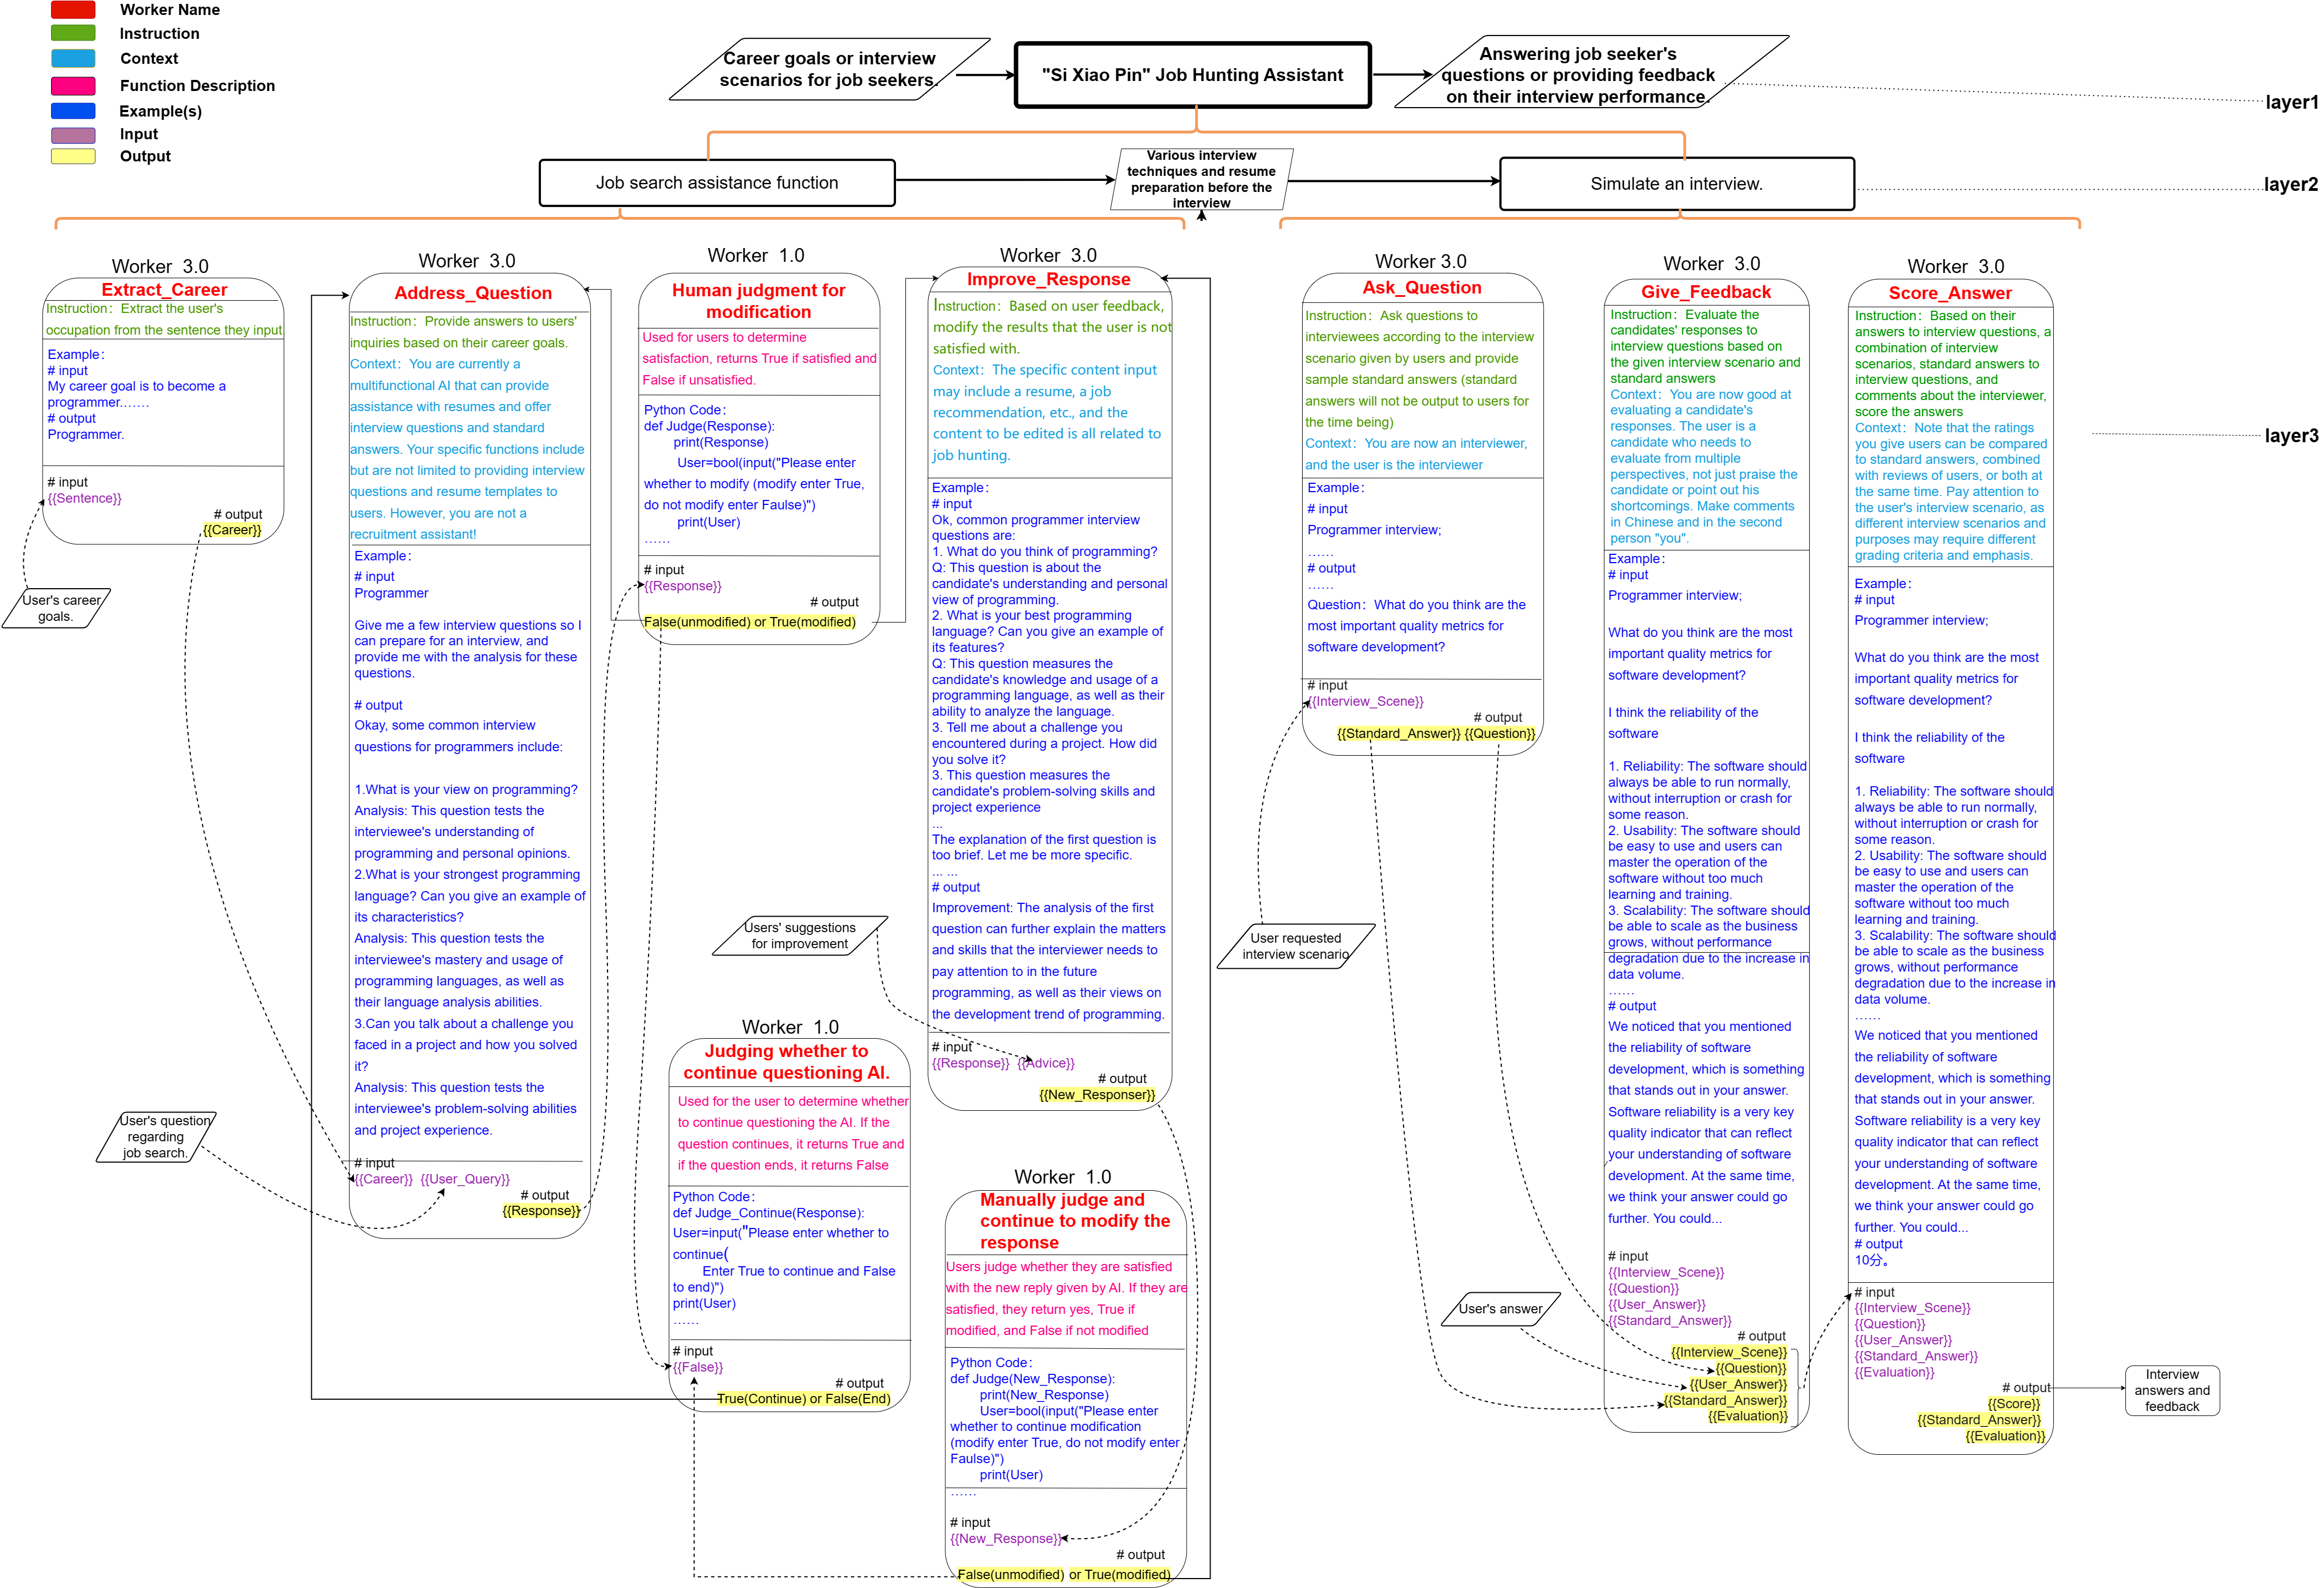 Worker Name
Instruction
Context
Function Description
Example(s)
Input
Output
Career goals or interview
scenarios for job seekers.
"Si Xiao Pin" Job Hunting Assistant
Answering job seeker's
questions or providing feedback
on their interview performance.
layer1
Job search assistance function
Various interview
techniques and resume
preparation before the
interview
Simulate an interview.
layer2
layer3
Worker 3.0
Extract_Career
Instruction: Extract the user's
occupation from the sentence they input.
Example:
# input
My career goal is to become a
programmer.……
# output
Programmer.
# input
{{Sentence}}
# output
{{Career}}
User's career
goals.
Worker 3.0
Address_Question
Instruction: Provide answers to users'
inquiries based on their career goals.
Context: You are currently a
multifunctional AI that can provide
assistance with resumes and offer
interview questions and standard
answers. Your specific functions include
but are not limited to providing interview
questions and resume templates to
users. However, you are not a
recruitment assistant!
Example:
# input
Programmer
Give me a few interview questions so I
can prepare for an interview, and
provide me with the analysis for these
questions.
# output
Okay, some common interview
questions for programmers include:
1.What is your view on programming?
Analysis: This question tests the
interviewee's understanding of
programming and personal opinions.
2.What is your strongest programming
language? Can you give an example of
its characteristics?
Analysis: This question tests the
interviewee's mastery and usage of
programming languages, as well as
their language analysis abilities.
3.Can you talk about a challenge you
faced in a project and how you solved
it?
Analysis: This question tests the
interviewee's problem-solving abilities
and project experience.
# input
{{Career}} {{User_Query}}
# output
{{Response}}
User's question
regarding
job search.
Worker 1.0
Human judgment for
modification
Used for users to determine
satisfaction, returns True if satisfied and
False if unsatisfied.
Python Code:
def Judge(Response):
print(Response)
User=bool(input("Please enter
whether to modify (modify enter True,
do not modify enter Faulse)")
print(User)
……
# input
{{Response}}
# output
False(unmodified) or True(modified)
Users' suggestions
for improvement
Worker 1.0
Judging whether to
continue questioning AI.
Used for the user to determine whether
to continue questioning the AI. If the
question continues, it returns True and
if the question ends, it returns False
Python Code:
def Judge_Continue(Response):
User=input("Please enter whether to
continue(
Enter True to continue and False
to end)")
print(User)
……
# input
{{False}}
# output
True(Continue) or False(End)
Worker 3.0
Improve_Response
Instruction: Based on user feedback,
modify the results that the user is not
satisfied with.
Context: The specific content input
may include a resume, a job
recommendation, etc., and the
content to be edited is all related to
job hunting.
Example:
# input
Ok, common programmer interview
questions are:
1. What do you think of programming?
Q: This question is about the
candidate's understanding and personal
view of programming.
2. What is your best programming
language? Can you give an example of
its features?
Q: This question measures the
candidate's knowledge and usage of a
programming language, as well as their
ability to analyze the language.
3. Tell me about a challenge you
encountered during a project. How did
you solve it?
3. This question measures the
candidate's problem-solving skills and
project experience
...
The explanation of the first question is
too brief. Let me be more specific.
... ...
# output
Improvement: The analysis of the first
question can further explain the matters
and skills that the interviewer needs to
pay attention to in the future
programming, as well as their views on
the development trend of programming.
# input
{{Response}} {{Advice}}
# output
{{New_Responser}}
Worker 1.0
Manually judge and
continue to modify the
response
Users judge whether they are satisfied
with the new reply given by AI. If they are
satisfied, they return yes, True if
modified, and False if not modified
Python Code:
def Judge(New_Response):
print(New_Response)
User=bool(input("Please enter
whether to continue modification
(modify enter True, do not modify enter
Faulse)")
print(User)
……
# input
{{New_Response}}
# output
False(unmodified) or True(modified)
Worker 3.0
Ask_Question
Instruction: Ask questions to
interviewees according to the interview
scenario given by users and provide
sample standard answers (standard
answers will not be output to users for
the time being)
Context: You are now an interviewer,
and the user is the interviewer
Example:
# input
Programmer interview;
……
# output
……
Question: What do you think are the
most important quality metrics for
software development?
# input
{{Interview_Scene}}
# output
{{Standard_Answer}} {{Question}}
User requested
interview scenario
Worker 3.0
Give_Feedback
Instruction: Evaluate the
candidates' responses to
interview questions based on
the given interview scenario and
standard answers
Context: You are now good at
evaluating a candidate's
responses. The user is a
candidate who needs to
evaluate from multiple
perspectives, not just praise the
candidate or point out his
shortcomings. Make comments
in Chinese and in the second
person "you".
Example:
# input
Programmer interview;
What do you think are the most
important quality metrics for
software development?
I think the reliability of the
software
1. Reliability: The software should
always be able to run normally,
without interruption or crash for
some reason.
2. Usability: The software should
be easy to use and users can
master the operation of the
software without too much
learning and training.
3. Scalability: The software should
be able to scale as the business
grows, without performance
degradation due to the increase in
data volume.
……
# output
We noticed that you mentioned
the reliability of software
development, which is something
that stands out in your answer.
Software reliability is a very key
quality indicator that can reflect
your understanding of software
development. At the same time,
we think your answer could go
further. You could...
# input
{{Interview_Scene}}
{{Question}}
{{User_Answer}}
{{Standard_Answer}}
# output
{{Interview_Scene}}
{{Question}}
{{User_Answer}}
{{Standard_Answer}}
{{Evaluation}}
User's answer
Worker 3.0
Score_Answer
Instruction: Based on their
answers to interview questions, a
combination of interview
scenarios, standard answers to
interview questions, and
comments about the interviewer,
score the answers
Context: Note that the ratings
you give users can be compared
to standard answers, combined
with reviews of users, or both at
the same time. Pay attention to
the user's interview scenario, as
different interview scenarios and
purposes may require different
grading criteria and emphasis.
Example:
# input
Programmer interview;
What do you think are the most
important quality metrics for
software development?
I think the reliability of the
software
1. Reliability: The software should
always be able to run normally,
without interruption or crash for
some reason.
2. Usability: The software should
be easy to use and users can
master the operation of the
software without too much
learning and training.
3. Scalability: The software should
be able to scale as the business
grows, without performance
degradation due to the increase in
data volume.
……
We noticed that you mentioned
the reliability of software
development, which is something
that stands out in your answer.
Software reliability is a very key
quality indicator that can reflect
your understanding of software
development. At the same time,
we think your answer could go
further. You could...
# output
10分。
# input
{{Interview_Scene}}
{{Question}}
{{User_Answer}}
{{Standard_Answer}}
{{Evaluation}}
# output
{{Score}}
{{Standard_Answer}}
{{Evaluation}}
Interview
answers and
feedback